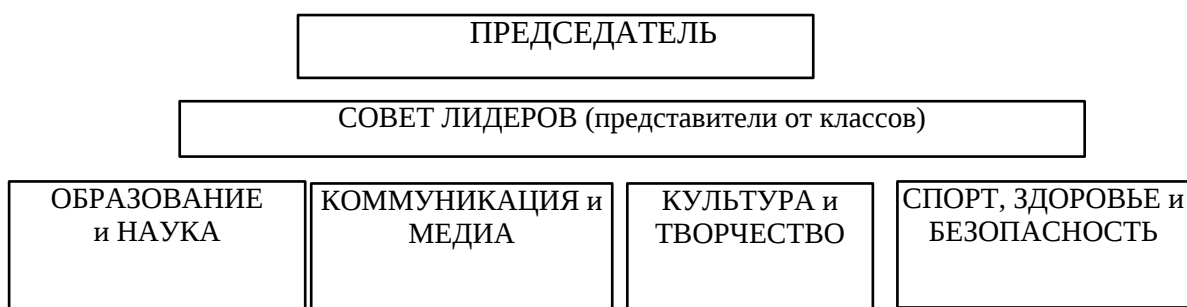 ПРЕДСЕДАТЕЛЬ
СОВЕТ ЛИДЕРОВ (представители от классов)
ОБРАЗОВАНИЕ
и НАУКА
КОММУНИКАЦИЯ и
МЕДИА
КУЛЬТУРА и
ТВОРЧЕСТВО
СПОРТ, ЗДОРОВЬЕ и
БЕЗОПАСНОСТЬ